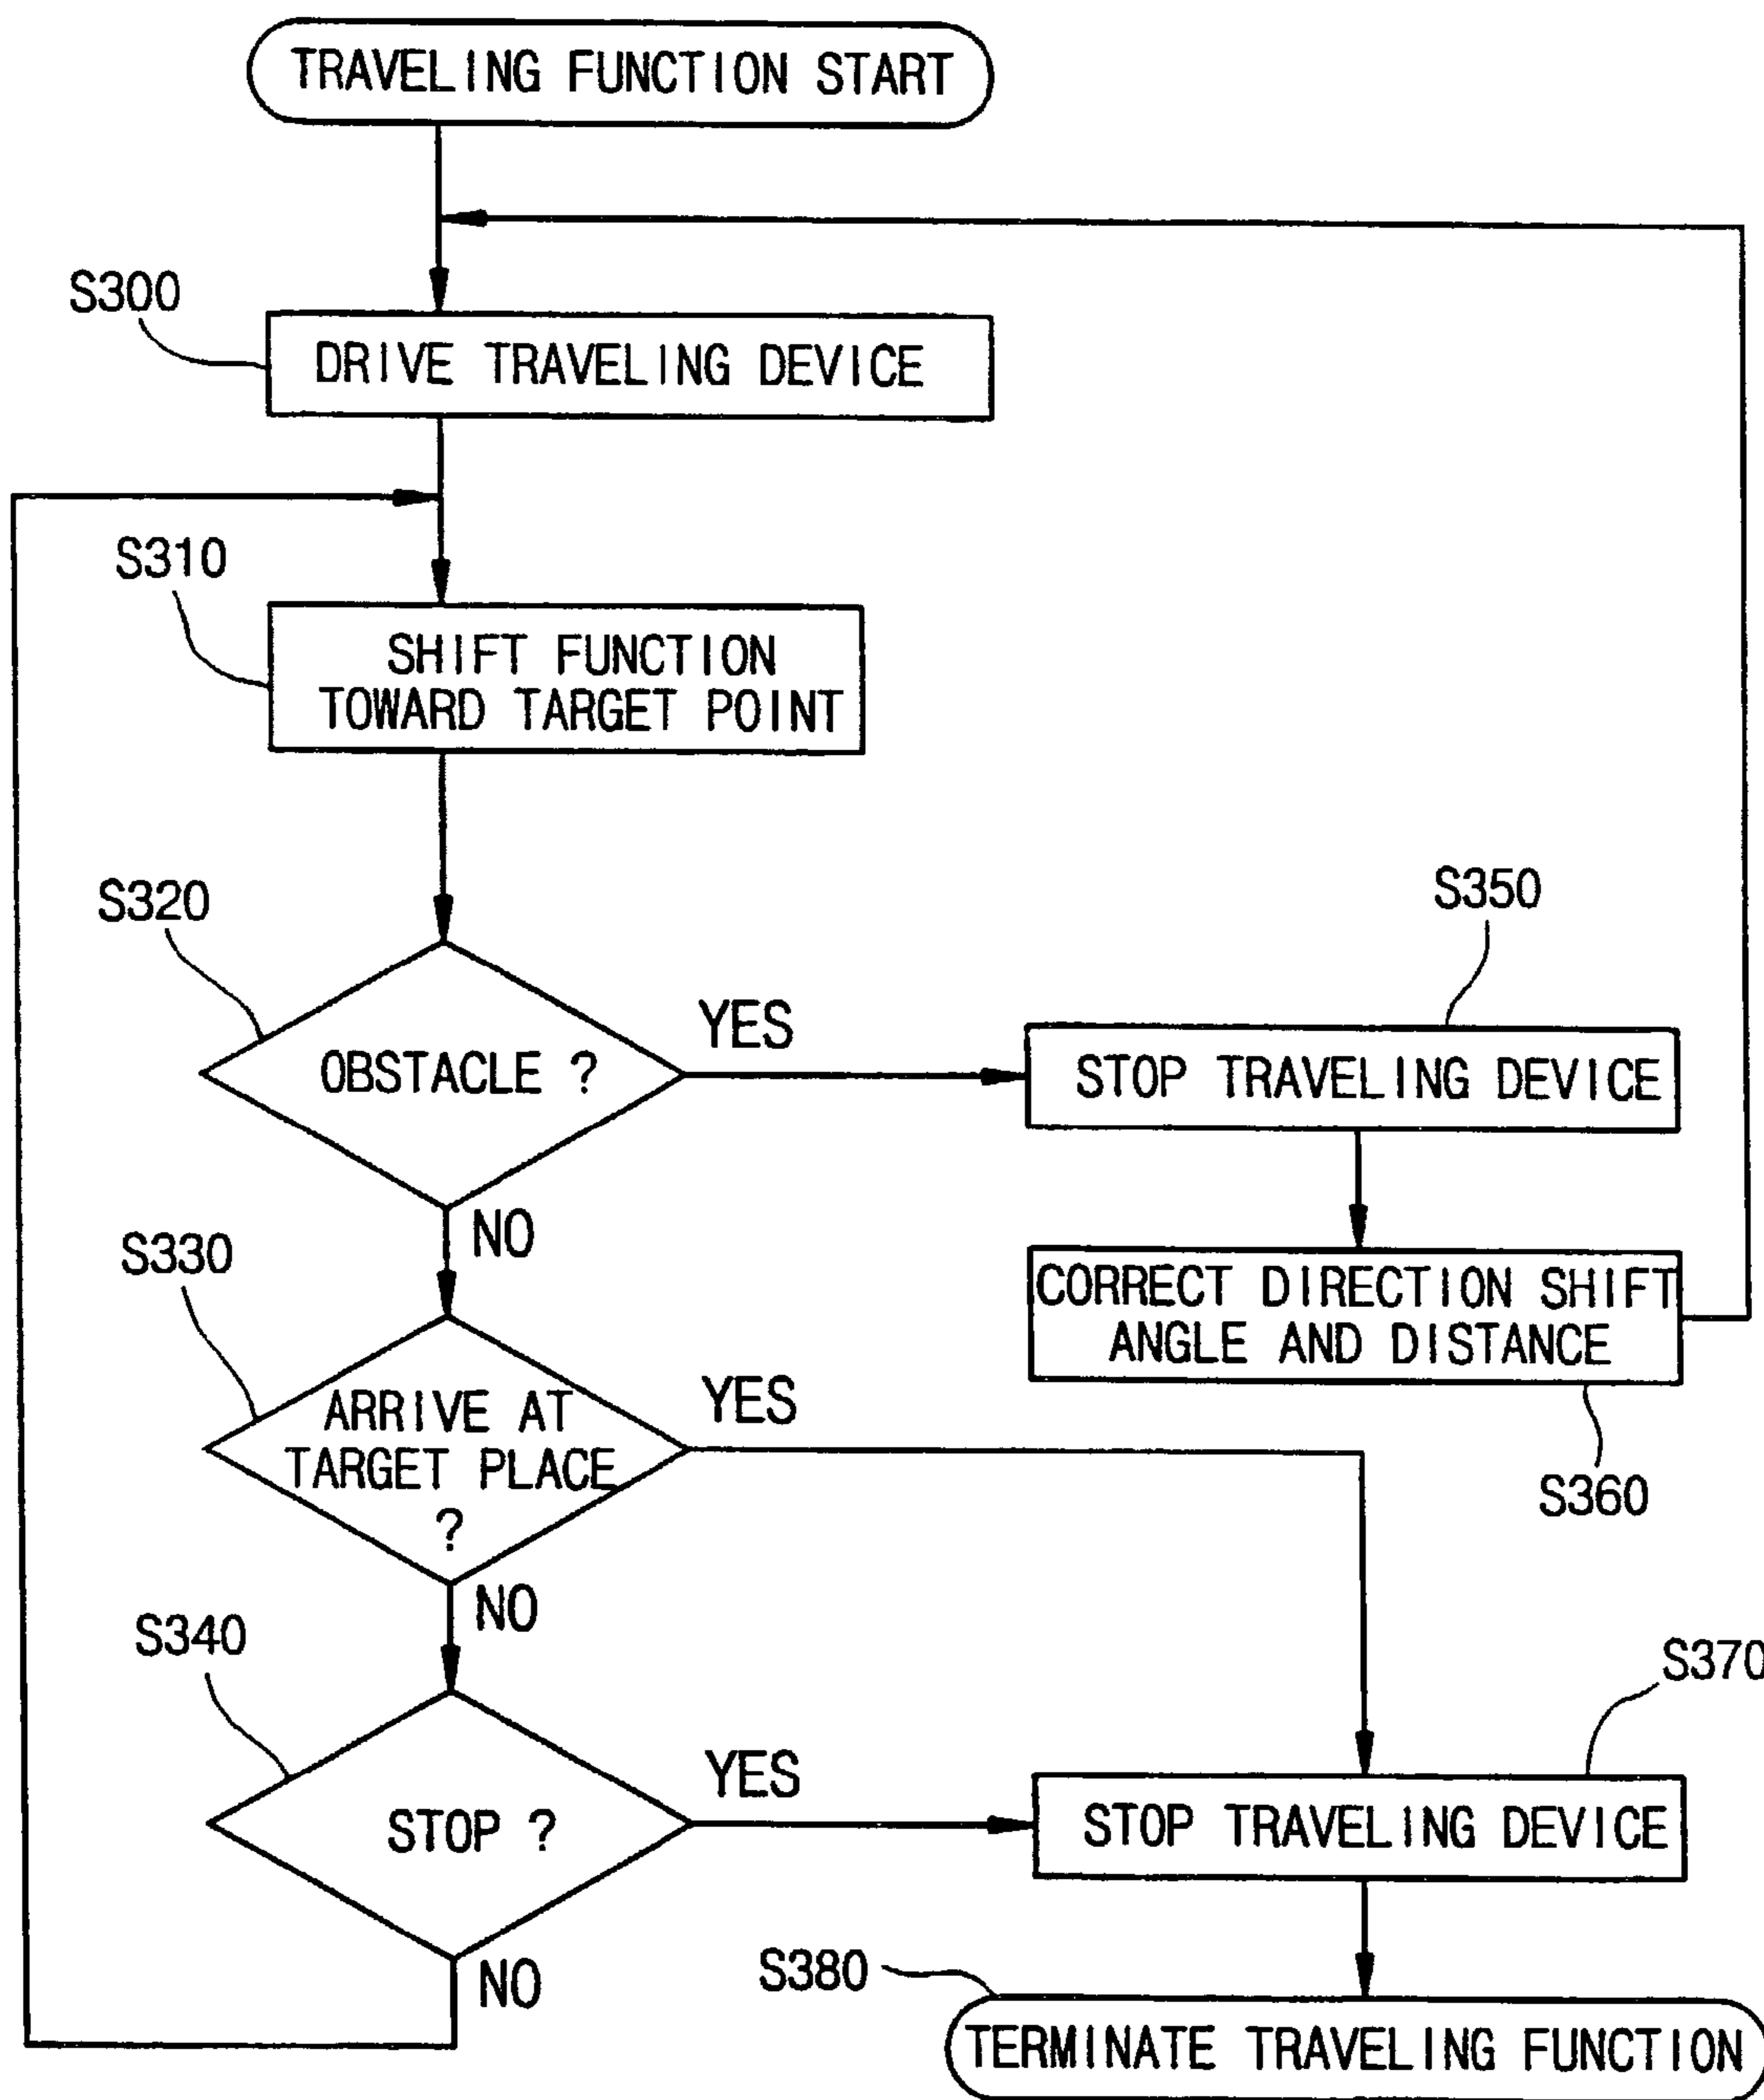 TRAVELING FUNCTION START
S300
DRIVE TRAVELING DEVICE
S310
SHIFT FUNCTION
TOWARD TARGET POINT
S320
OBSTACLE ?
YES
NO
S350
STOP TRAVELING DEVICE
CORRECT DIRECTION SHIFT
ANGLE AND DISTANCE
S360
S330
ARRIVE AT
TARGET PLACE
?
YES
NO
S340
STOP ?
YES
NO
S370
STOP TRAVELING DEVICE
S380
TERMINATE TRAVELING FUNCTION